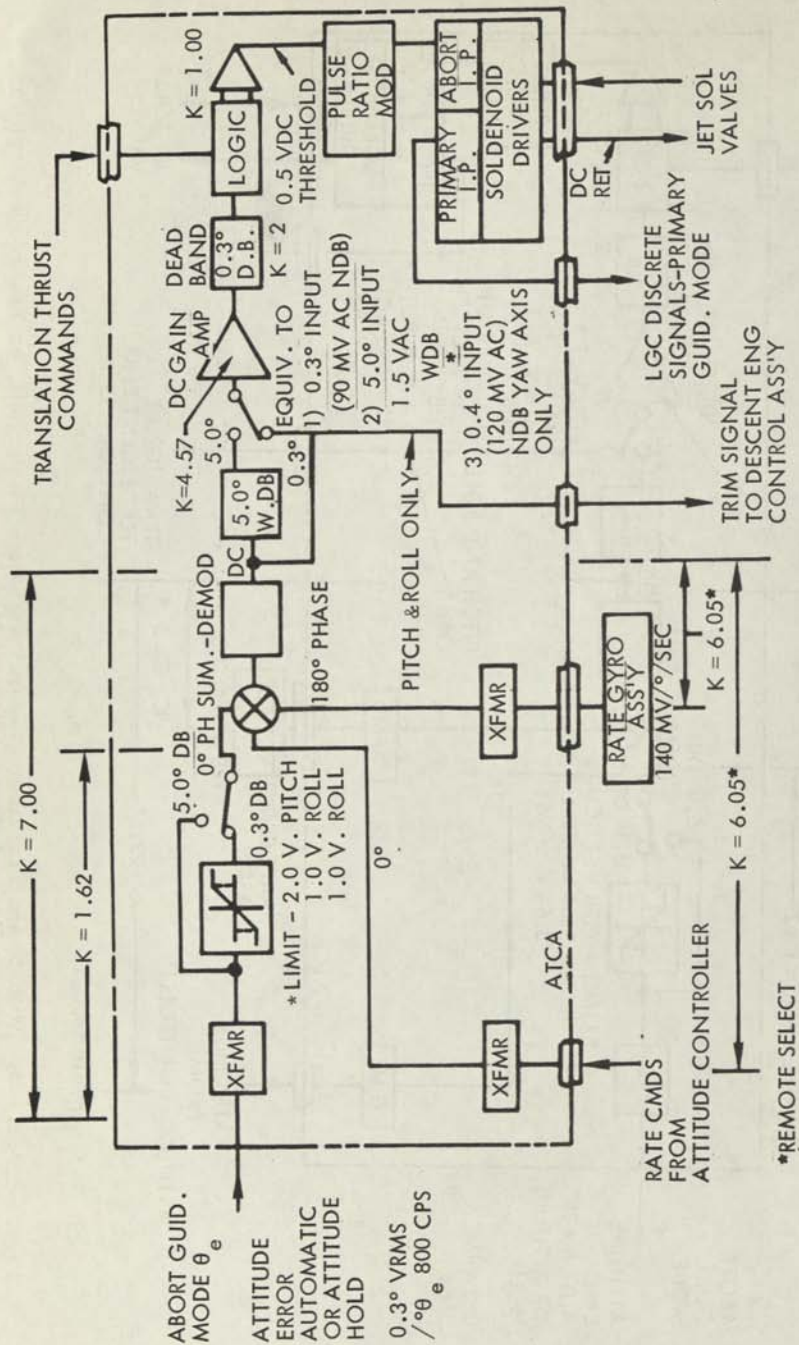 TRANSLATION THRUST
COMMANDS
K = 7.00
K = 1.62
ABORT GUID.
MODE θe
ATTITUDE
ERROR
AUTOMATIC
OR ATTITUDE
HOLD
0.3° VRMS
/°θe 800 CPS
XFMR
5.0° DB
0.3° DB
*LIMIT - 2.0 V. PITCH
1.0 V. ROLL
1.0 V. ROLL
0° PH
SUM.-DEMOD
180° PHASE
0°
DC
5.0°
W.DB
5.0°
0.3°
K=4.57
DC GAIN
AMP
DEAD
BAND
0.3°
D.B.
K = 2
LOGIC
K = 1.00
0.5 VDC
THRESHOLD
PULSE
RATIO
MOD
EQUIV. TO
1) 0.3° INPUT
(90 MV AC NDB)
2) 5.0° INPUT
1.5 VAC
WDB
*
3) 0.4° INPUT
(120 MV AC)
NDB YAW AXIS
ONLY
PITCH & ROLL ONLY
PRIMARY
I.P.
ABORT
I.P.
SOLDENOID
DRIVERS
DC
RET
JET SOL
VALVES
LGC DISCRETE
SIGNALS-PRIMARY
GUID. MODE
TRIM SIGNAL
TO DESCENT ENG
CONTROL ASS'Y
XFMR
XFMR
ATCA
RATE GYRO
ASS'Y
140 MV/°/SEC
K = 6.05*
K = 6.05*
RATE CMDS
FROM
ATTITUDE CONTROLLER
*REMOTE SELECT